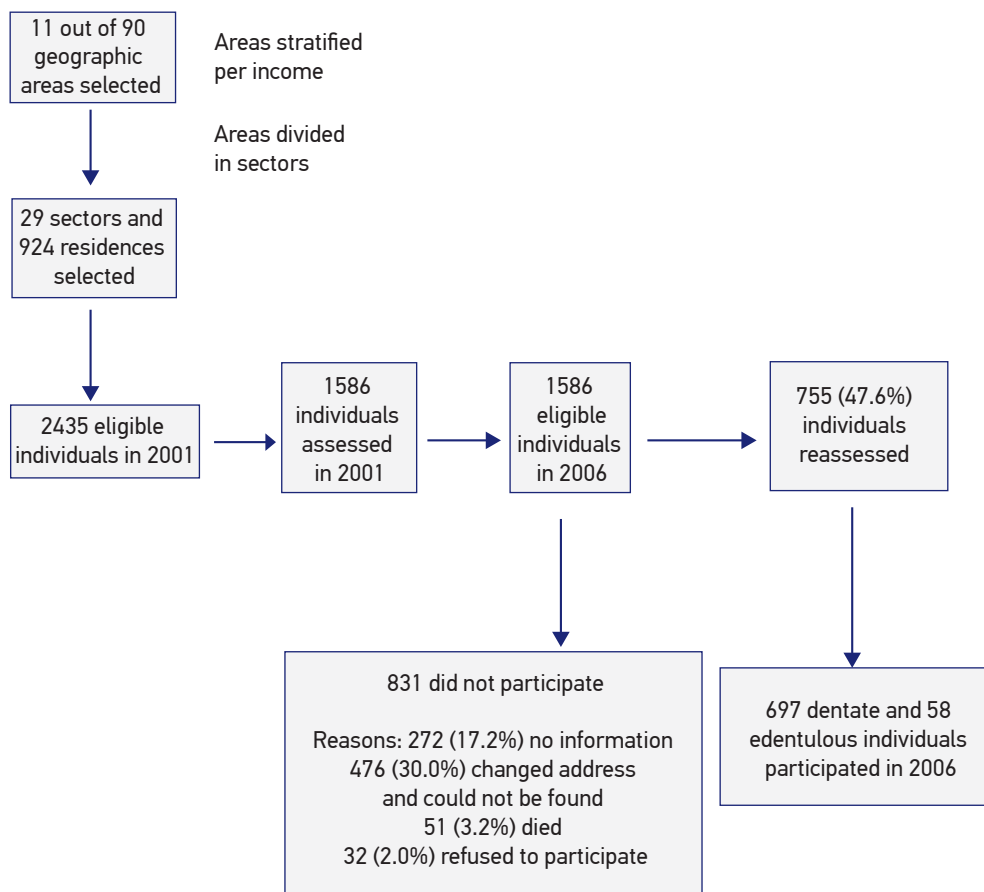 11 out of 90
geographic
areas selected
Areas stratified
per income
Areas divided
in sectors
29 sectors and
924 residences
selected
2435 eligible
individuals in 2001
1586
individuals
assessed
in 2001
1586
eligible
individuals
in 2006
755 (47.6%)
individuals
reassessed
831 did not participate
Reasons: 272 (17.2%) no information
476 (30.0%) changed address
and could not be found
51 (3.2%) died
32 (2.0%) refused to participate
697 dentate and 58
edentulous individuals
participated in 2006